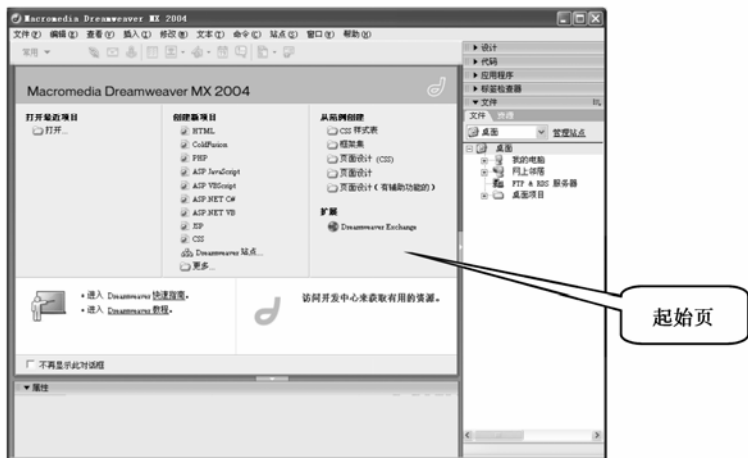 Macromedia Dreamweaver MX 2004
文件(F) 编辑(E) 查看(V) 插入(I) 修改(M) 文本(T) 命令(C) 站点(S) 窗口(W) 帮助(H)
常用
Macromedia Dreamweaver MX 2004
打开最近项目
打开...
创建新项目
HTML
ColdFusion
PHP
ASP JavaScript
ASP VBScript
ASP.NET C#
ASP.NET VB
JSP
CSS
Dreamweaver 站点...
更多...
从范例创建
CSS 样式表
框架集
页面设计 (CSS)
页面设计
页面设计(有辅助功能的)
扩展
Dreamweaver Exchange
• 进入 Dreamweaver 快速指南。
• 进入 Dreamweaver 教程。
访问开发中心来获取有用的资源。
不再显示此对话框
属性
设计
代码
应用程序
标签检查器
文件
文件 资源
桌面 管理站点
桌面
我的电脑
网上邻居
FTP & RDS 服务器
桌面项目
起始页